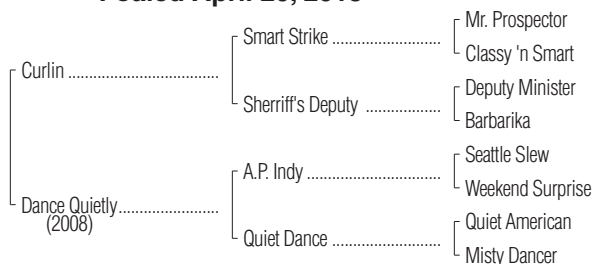 Foaled April
Mr. Prospector
Smart Strike
Classy 'n Smart
Curlin
Deputy Minister
Sherriff's Deputy
Barbarika
Seattle Slew
A.P. Indy
Weekend Surprise
Dance Quietly
(2008)
Quiet American
Quiet Dance
Misty Dancer